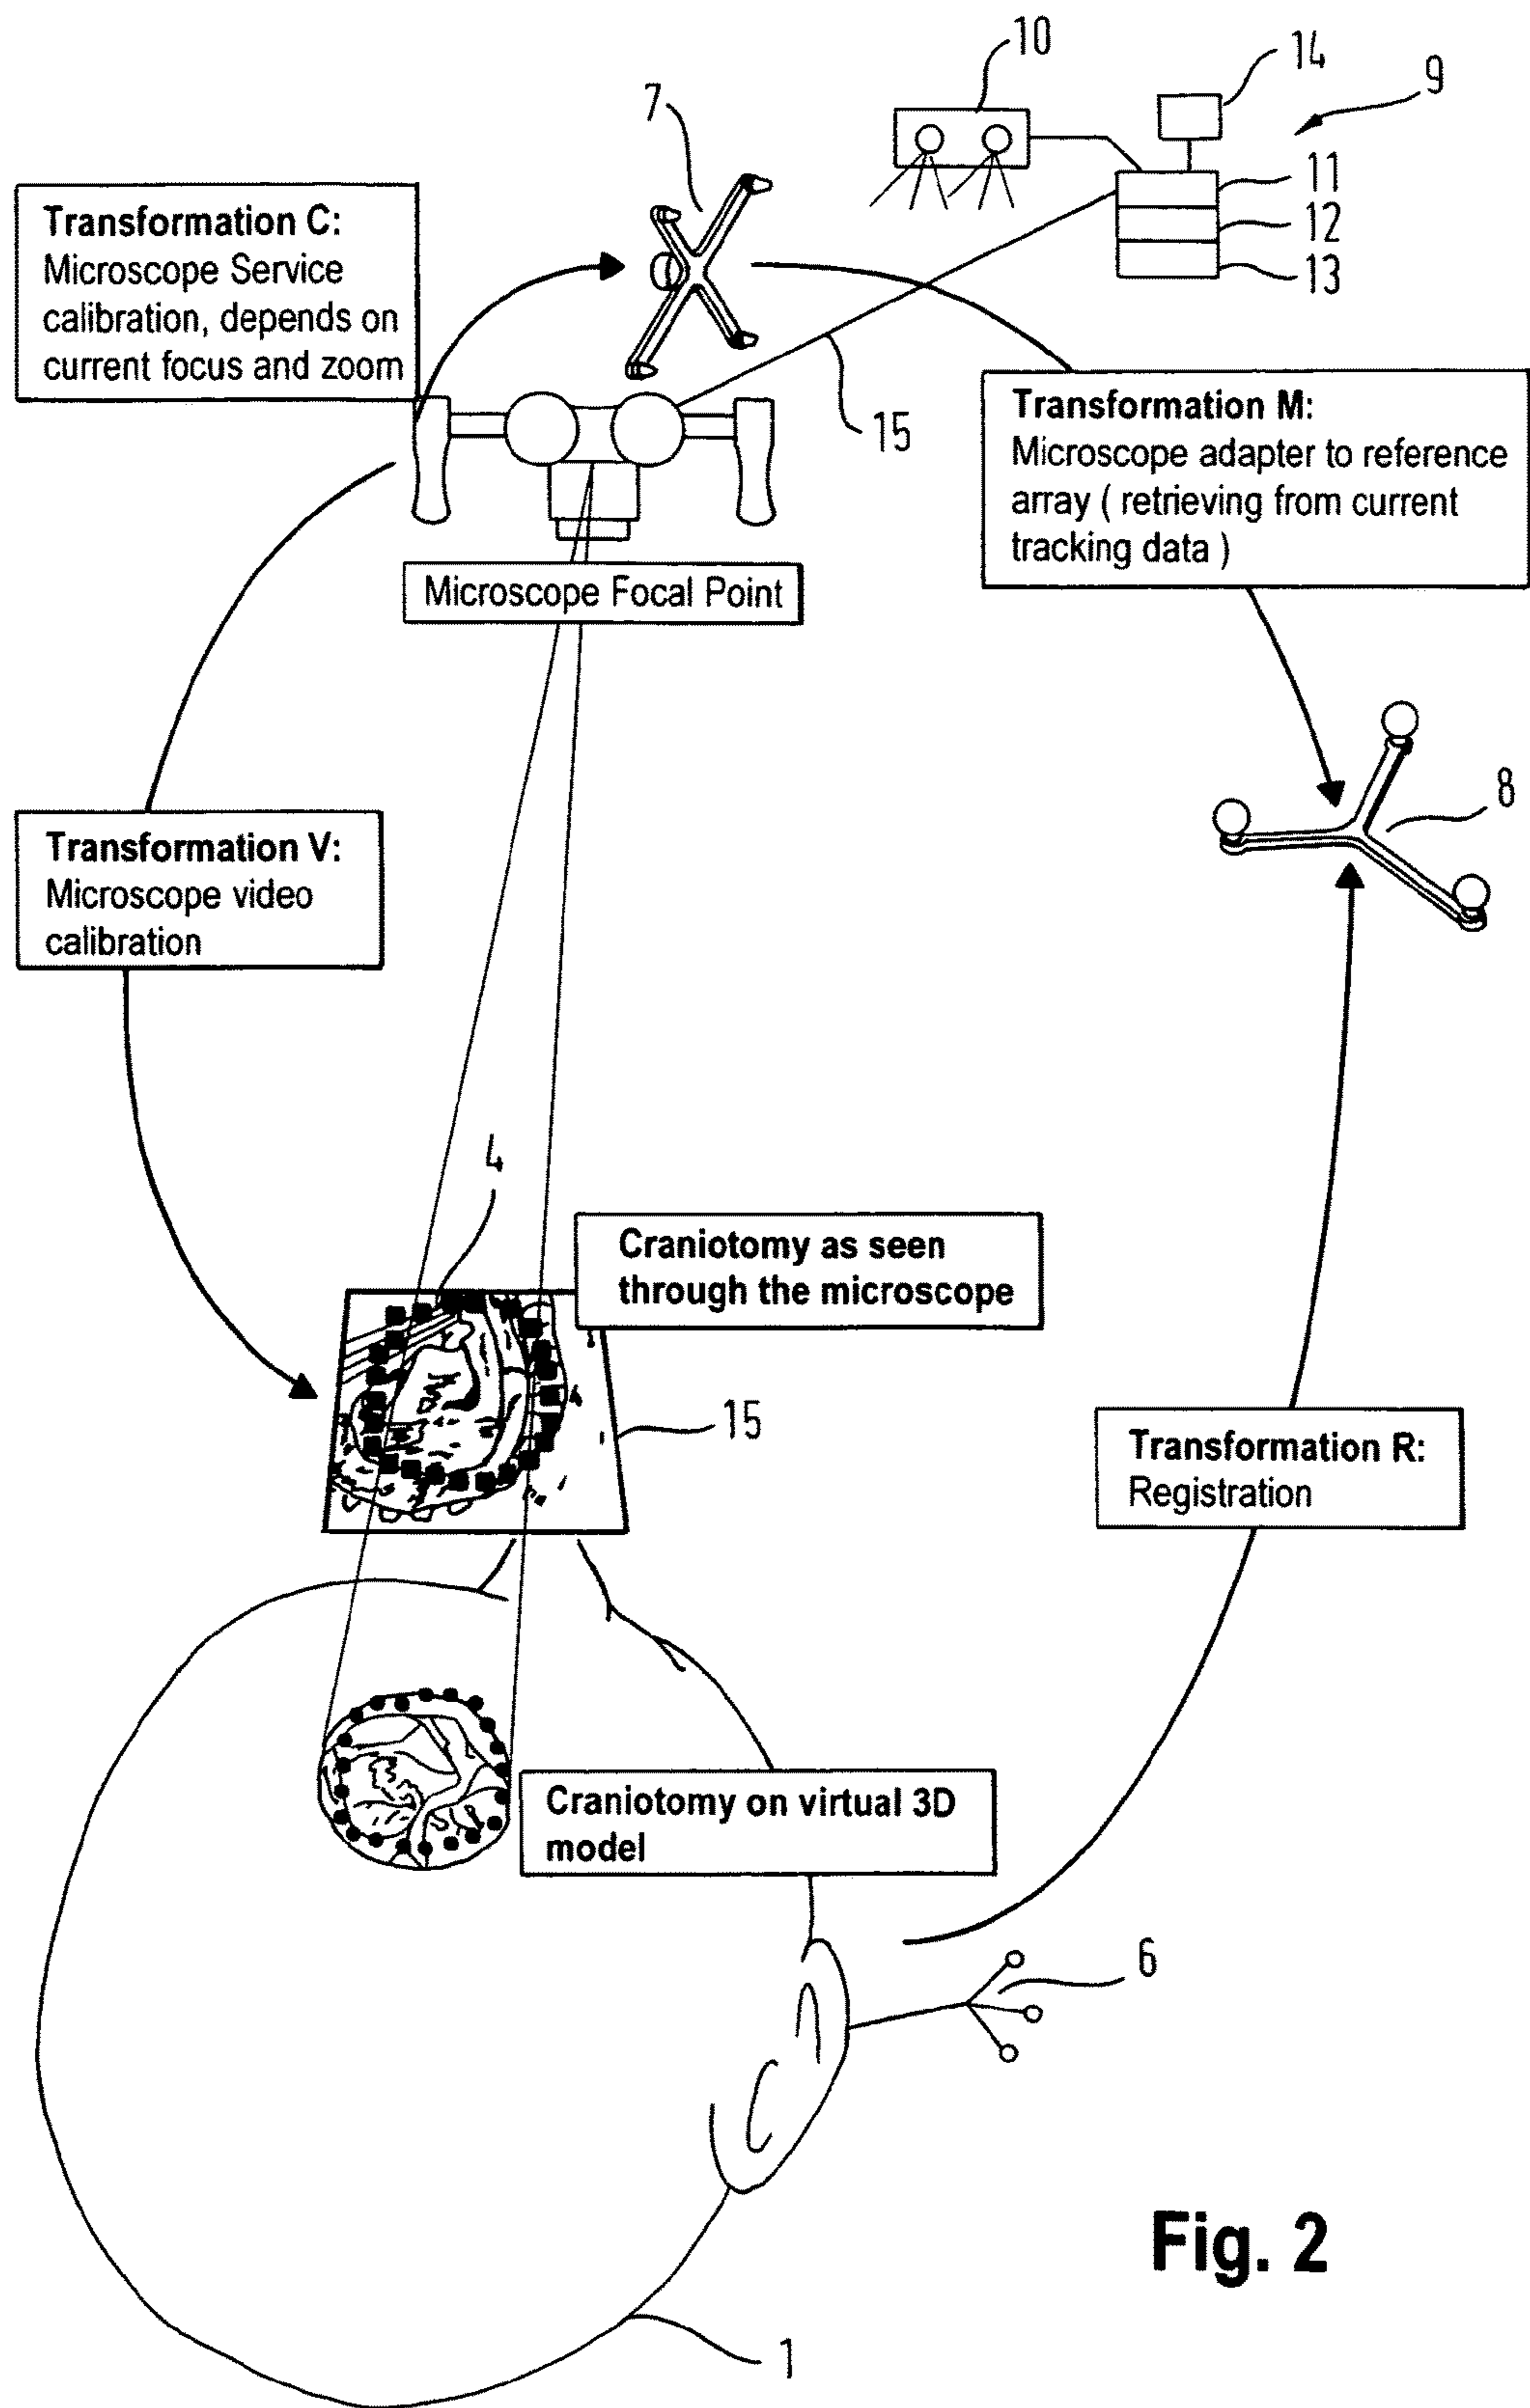 10
14
9
7
11
12
13
Transformation C:
Microscope Service
calibration, depends on
current focus and zoom
15
Transformation M:
Microscope adapter to reference
array ( retrieving from current
tracking data )
Microscope Focal Point
8
Transformation V:
Microscope video
calibration
4
Craniotomy as seen
through the microscope
15
Transformation R:
Registration
Craniotomy on virtual 3D
model
6
Fig. 2
1